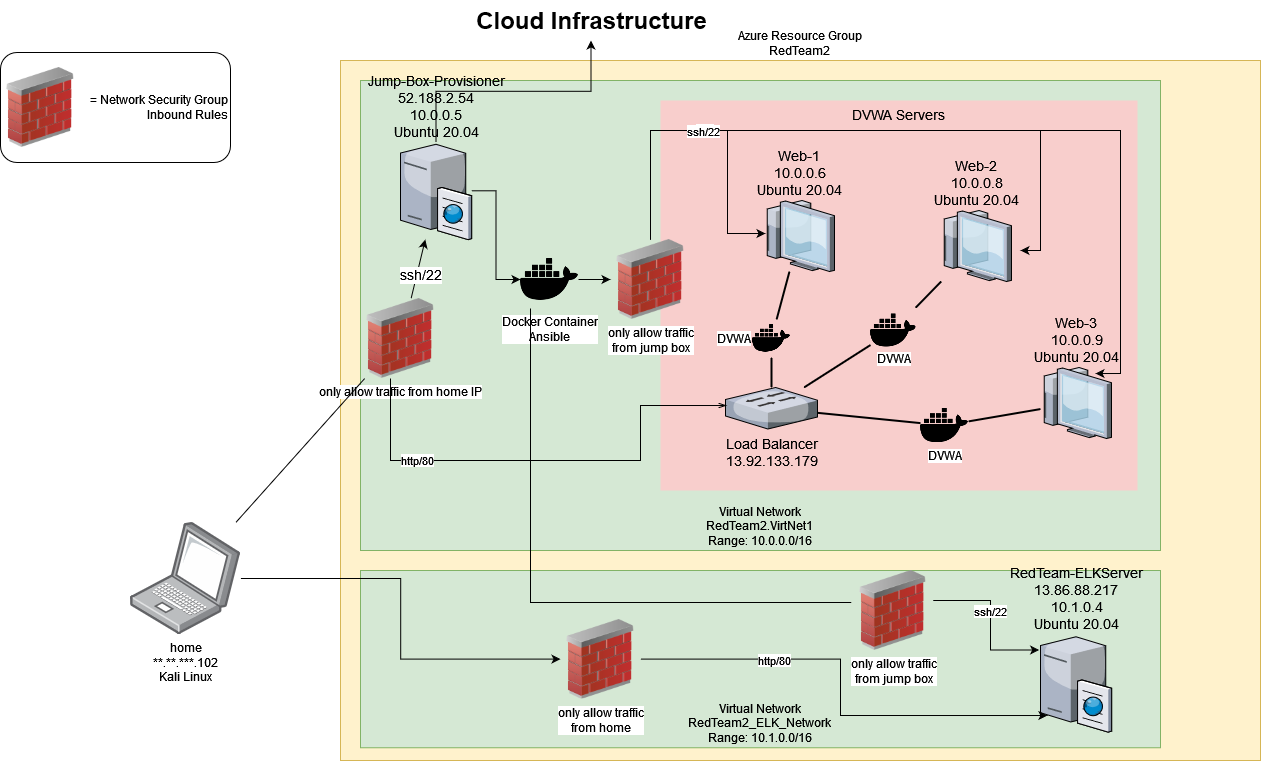 Cloud Infrastructure
Azure Resource Group
RedTeam2
= Network Security Group
Inbound Rules
Jump-Box-Provisioner
52.188.2.54
10.0.0.5
Ubuntu 20.04
DVWA Servers
ssh/22
Web-1
10.0.0.6
Ubuntu 20.04
Web-2
10.0.0.8
Ubuntu 20.04
ssh/22
Docker Container
Ansible
only allow traffic
from jump box
DVWA
DVWA
Web-3
10.0.0.9
Ubuntu 20.04
only allow traffic from home IP
http/80
Load Balancer
13.92.133.179
DVWA
Virtual Network
RedTeam2.VirtNet1
Range: 10.0.0.0/16
RedTeam-ELKServer
13.86.88.217
10.1.0.4
Ubuntu 20.04
ssh/22
home
**.**.***.102
Kali Linux
http/80
only allow traffic
from jump box
only allow traffic
from home
Virtual Network
RedTeam2_ELK_Network
Range: 10.1.0.0/16